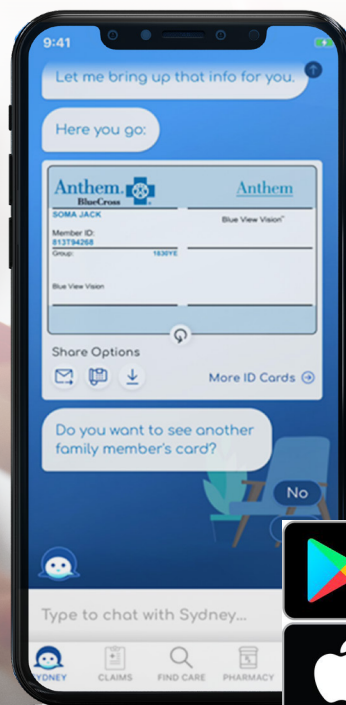 9:41
Let me bring up that info for you.
Here you go:
Anthem.
BlueCross
Anthem
SOMA JACK
Blue View Vision
Member ID:
813T94268
Group: 1630YE
Blue View Vision
Share Options
More ID Cards
Do you want to see another
family member's card?
No
Type to chat with Sydney...
SYDNEY CLAIMS FIND CARE PHARMACY